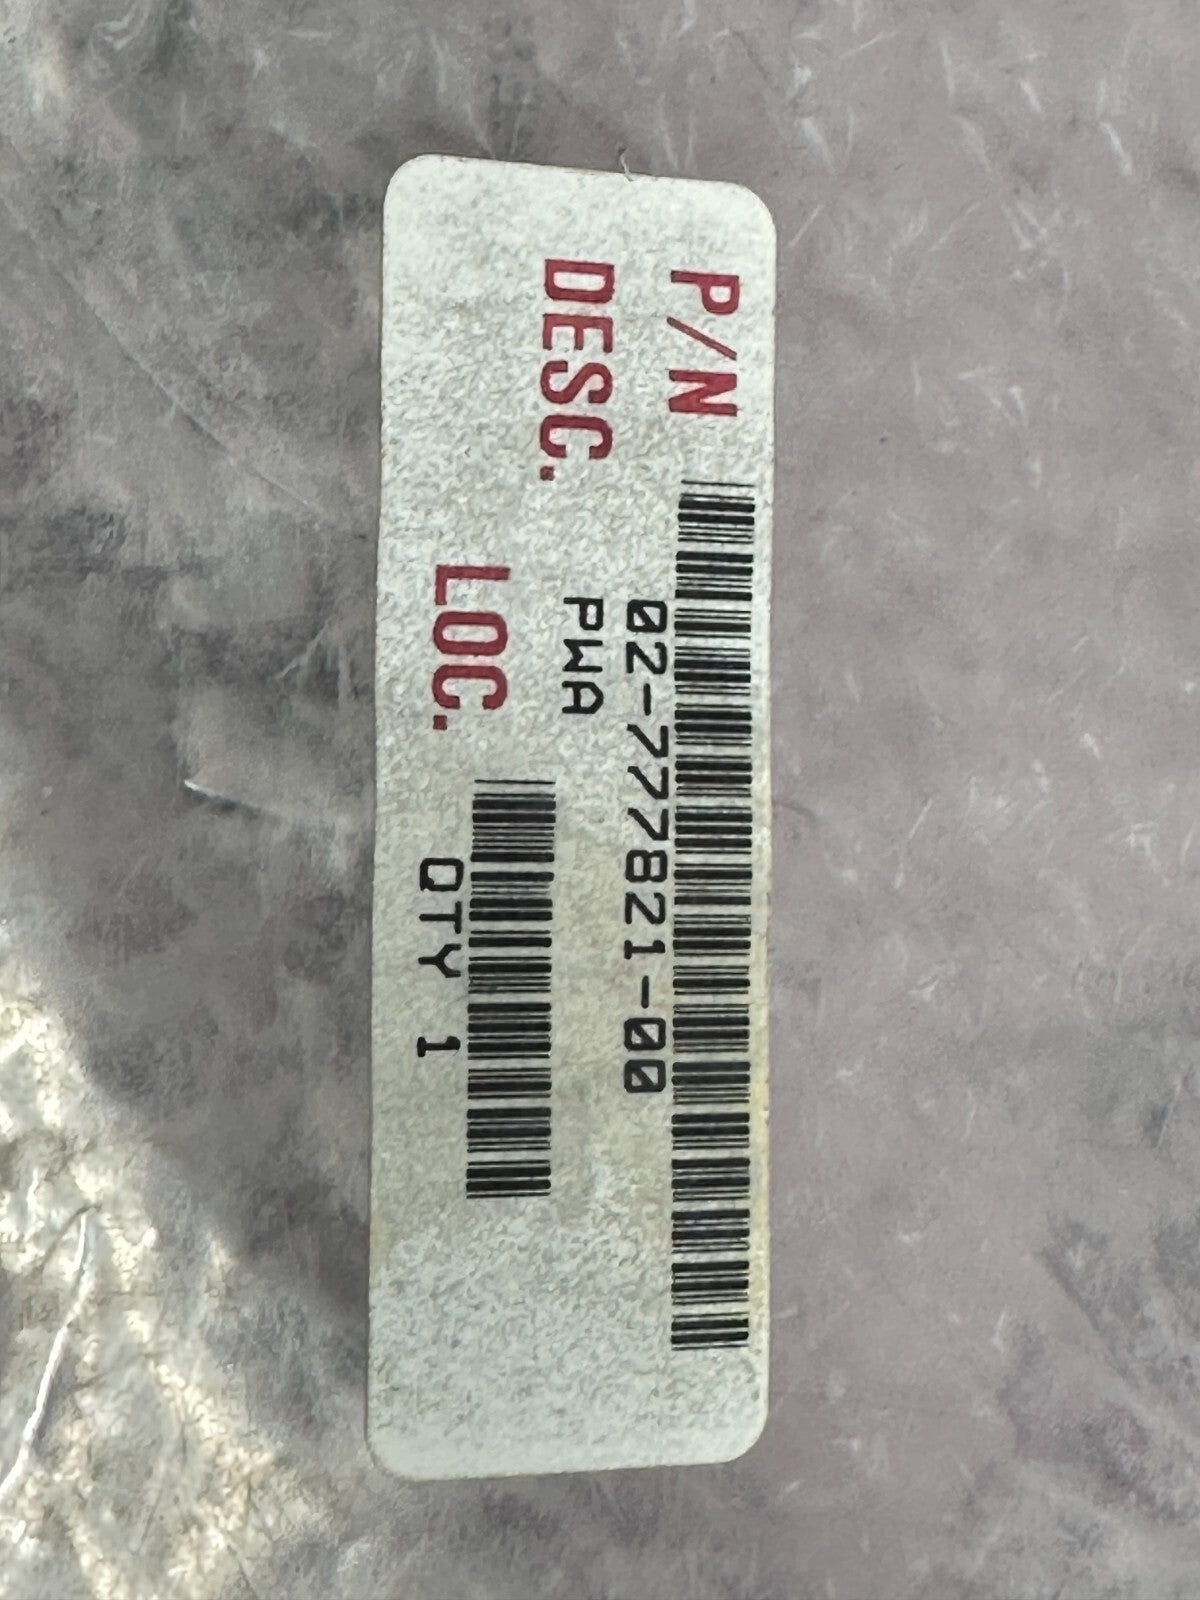 P/N
02-777821-00
DESC. PWA
LOC.
QTY 1